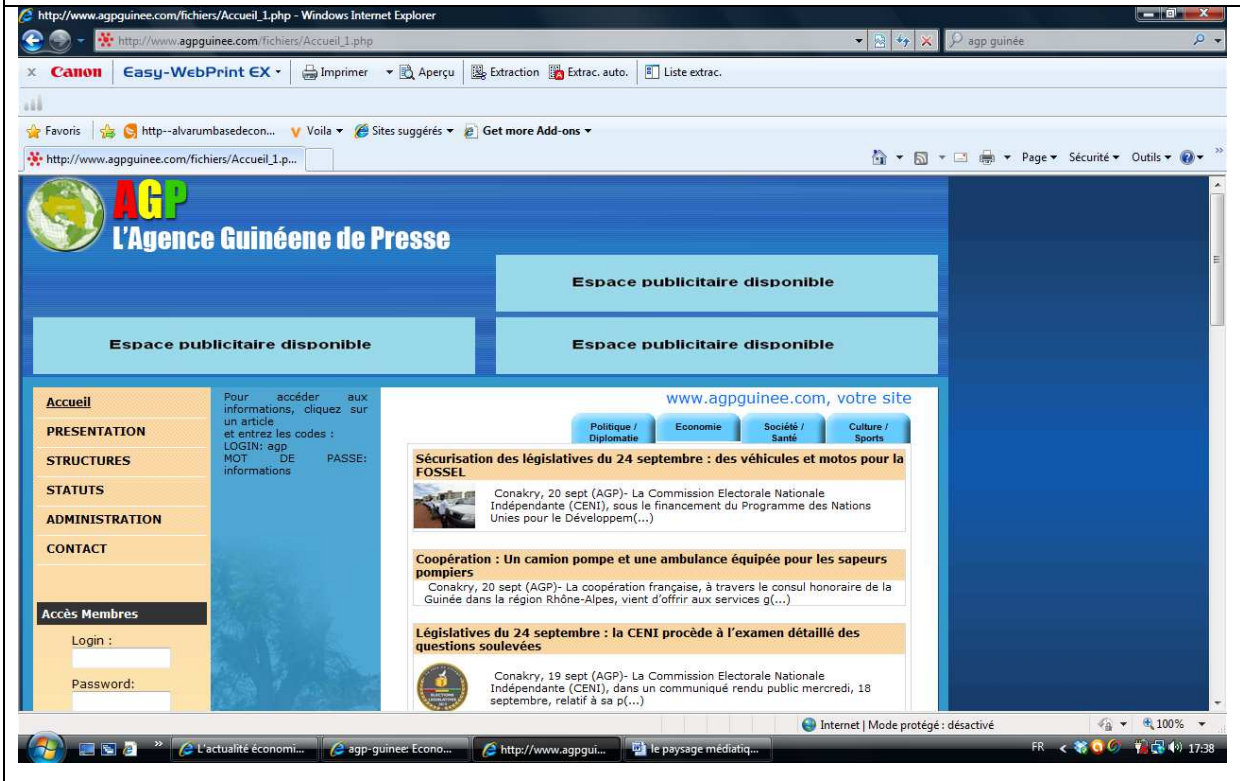 http://www.agpguinee.com/fichiers/Accueil_1.php - Windows Internet Explorer
http://www.agpguinee.com/fichiers/Accueil_1.php
agp guinée
x Canon Easy-WebPrint EX Imprimer Aperçu Extraction Extrac. auto. Liste extrac.
Favoris http--alvarumbasedecon... Voila Sites suggérés Get more Add-ons
http://www.agpguinee.com/fichiers/Accueil_1.p...
Page Sécurité Outils
AGP
L'Agence Guinéene de Presse
Espace publicitaire disponible
Espace publicitaire disponible
Espace publicitaire disponible
Accueil
PRESENTATION
STRUCTURES
STATUTS
ADMINISTRATION
CONTACT
Accès Membres
Login :
Password:
Pour accéder aux
informations, cliquez sur
un article
et entrez les codes :
LOGIN: agp
MOT DE PASSE:
informations
www.agpguinee.com, votre site
Politique /
Diplomatie
Economie
Société /
Santé
Culture /
Sports
Sécurisation des législatives du 24 septembre : des véhicules et motos pour la
FOSSEL
Conakry, 20 sept (AGP)- La Commission Electorale Nationale
Indépendante (CENI), sous le financement du Programme des Nations
Unies pour le Développem(...)
Coopération : Un camion pompe et une ambulance équipée pour les sapeurs
pompiers
Conakry, 20 sept (AGP)- La coopération française, à travers le consul honoraire de la
Guinée dans la région Rhône-Alpes, vient d'offrir aux services g(...)
Législatives du 24 septembre : la CENI procède à l'examen détaillé des
questions soulevées
Conakry, 19 sept (AGP)- La Commission Electorale Nationale
Indépendante (CENI), dans un communiqué rendu public mercredi, 18
septembre, relatif à sa p(...)
Internet | Mode protégé : désactivé
100%
L'actualité économi...
agp-guinee: Econo...
http://www.agpgui...
le paysage médiatiq...
FR
17:38